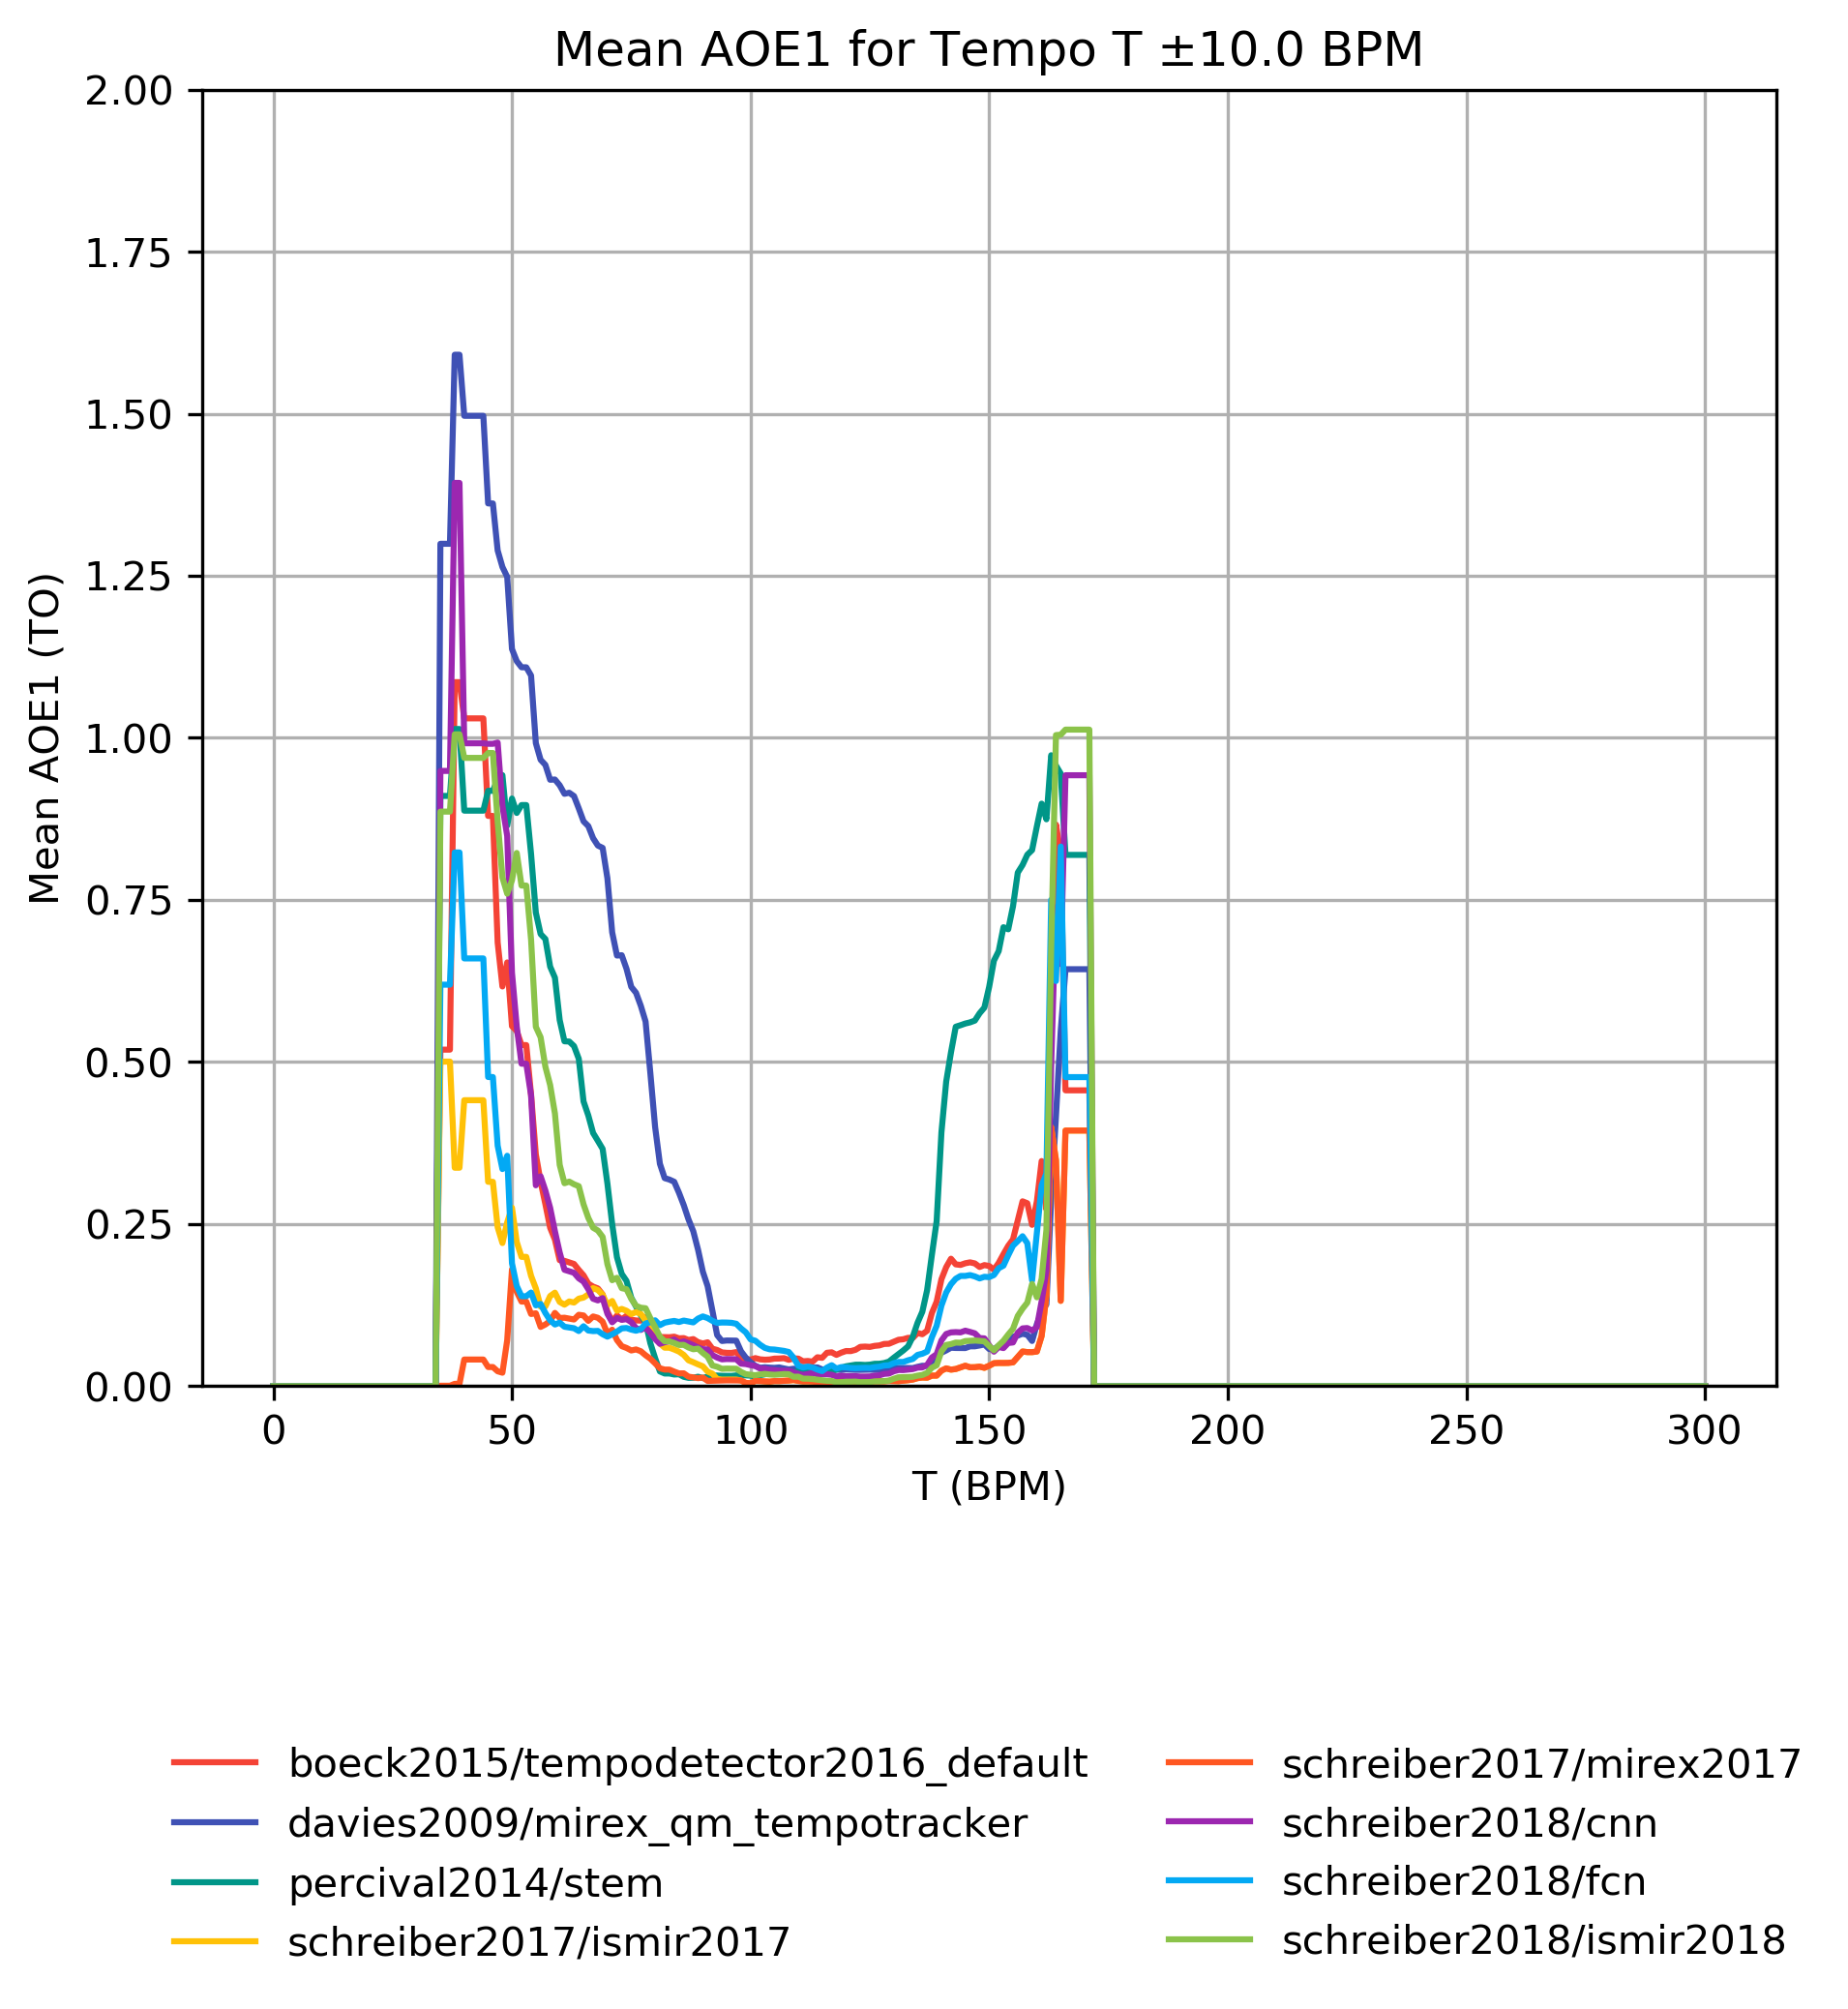 Mean AOE1 for Tempo T ±10.0 BPM
2.00
1.75
1.50
1.25
1.00
0.75
0.50
0.25
0.00
Mean AOE1 (TO)
0 50 100 150 200 250 300
T (BPM)
boeck2015/tempodetector2016_default
davies2009/mirex_qm_tempotracker
percival2014/stem
schreiber2017/ismir2017
schreiber2017/mirex2017
schreiber2018/cnn
schreiber2018/fcn
schreiber2018/ismir2018